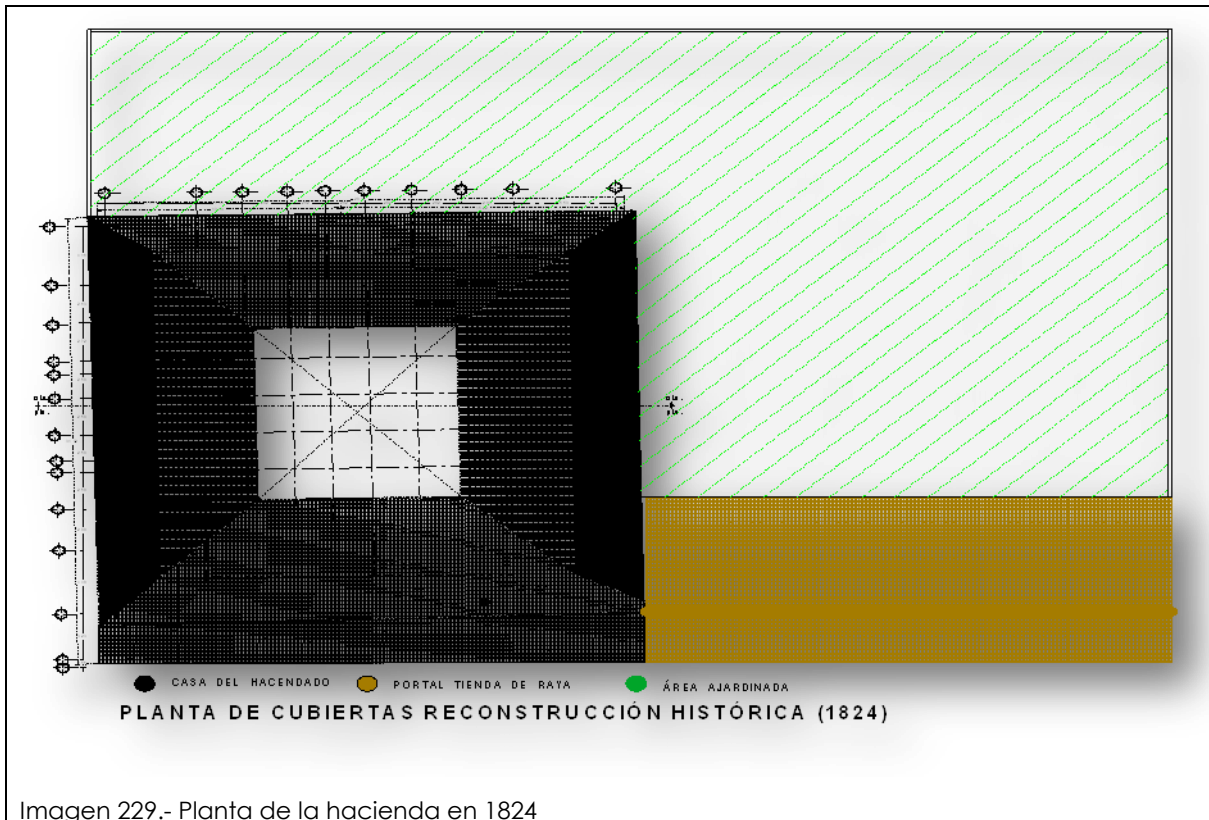 CASA DEL HACENDADO PORTAL TIENDA DE RAYA ÁREA AJARDINADA
PLANTA DE CUBIERTAS RECONSTRUCCIÓN HISTÓRICA (1824)
Imagen 229.- Planta de la hacienda en 1824